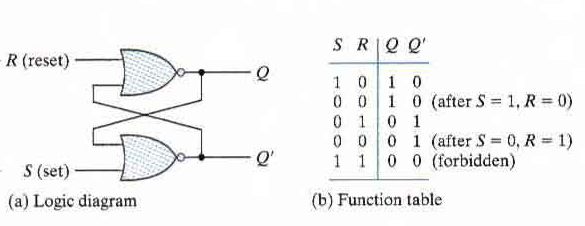 R (reset)
Q
S (set)
Q'
(a) Logic diagram
S R Q Q'
1 0 1 0
0 0 1 0 (after S = 1, R = 0)
0 1 0 1
0 0 0 1 (after S = 0, R = 1)
1 1 0 0 (forbidden)
(b) Function table